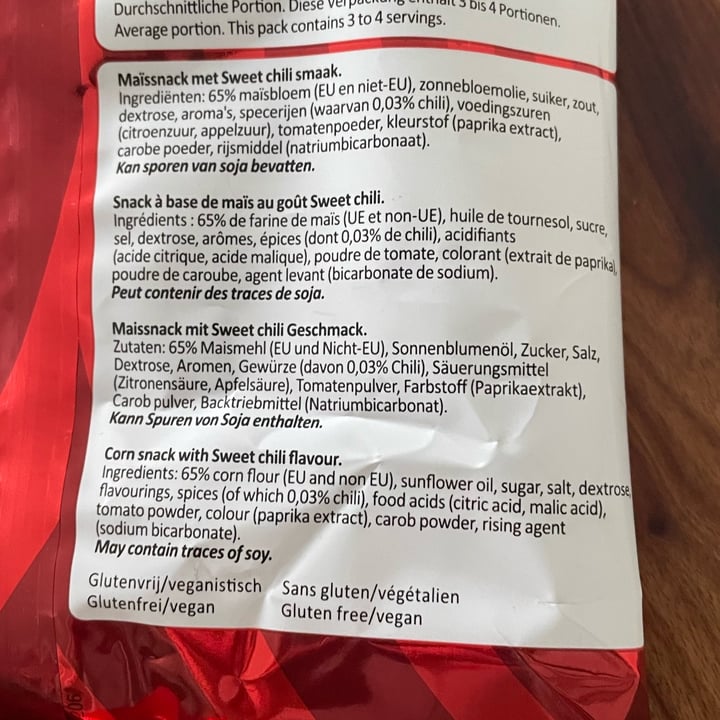 Durchschnittliche Portion. Diese Verpackung enthält 3 bis 4 Portionen.
Average portion. This pack contains 3 to 4 servings.
Maïssnack met Sweet chili smaak.
Ingrediënten: 65% maïsbloem (EU en niet-EU), zonnebloemolie, suiker, zout,
dextrose, aroma's, specerijen (waarvan 0,03% chili), voedingszuren
(citroenzuur, appelzuur), tomatenpoeder, kleurstof (paprika extract),
carobe poeder, rijsmiddel (natriumbicarbonaat).
Kan sporen van soja bevatten.
Snack à base de maïs au goût Sweet chili.
Ingrédients : 65% de farine de maïs (UE et non-UE), huile de tournesol, sucre,
sel, dextrose, arômes, épices (dont 0,03% de chili), acidifiants
(acide citrique, acide malique), poudre de tomate, colorant (extrait de paprika),
poudre de caroube, agent levant (bicarbonate de sodium).
Peut contenir des traces de soja.
Maissnack mit Sweet chili Geschmack.
Zutaten: 65% Maismehl (EU und Nicht-EU), Sonnenblumenöl, Zucker, Salz,
Dextrose, Aromen, Gewürze (davon 0,03% Chili), Säuerungsmittel
(Zitronensäure, Apfelsäure), Tomatenpulver, Farbstoff (Paprikaextrakt),
Carob pulver, Backtriebmittel (Natriumbicarbonat).
Kann Spuren von Soja enthalten.
Corn snack with Sweet chili flavour.
Ingredients: 65% corn flour (EU and non EU), sunflower oil, sugar, salt, dextrose,
flavourings, spices (of which 0,03% chili), food acids (citric acid, malic acid),
tomato powder, colour (paprika extract), carob powder, rising agent
(sodium bicarbonate).
May contain traces of soy.
Glutenvrij/veganistisch Sans gluten/végétalien
Glutenfrei/vegan Gluten free/vegan